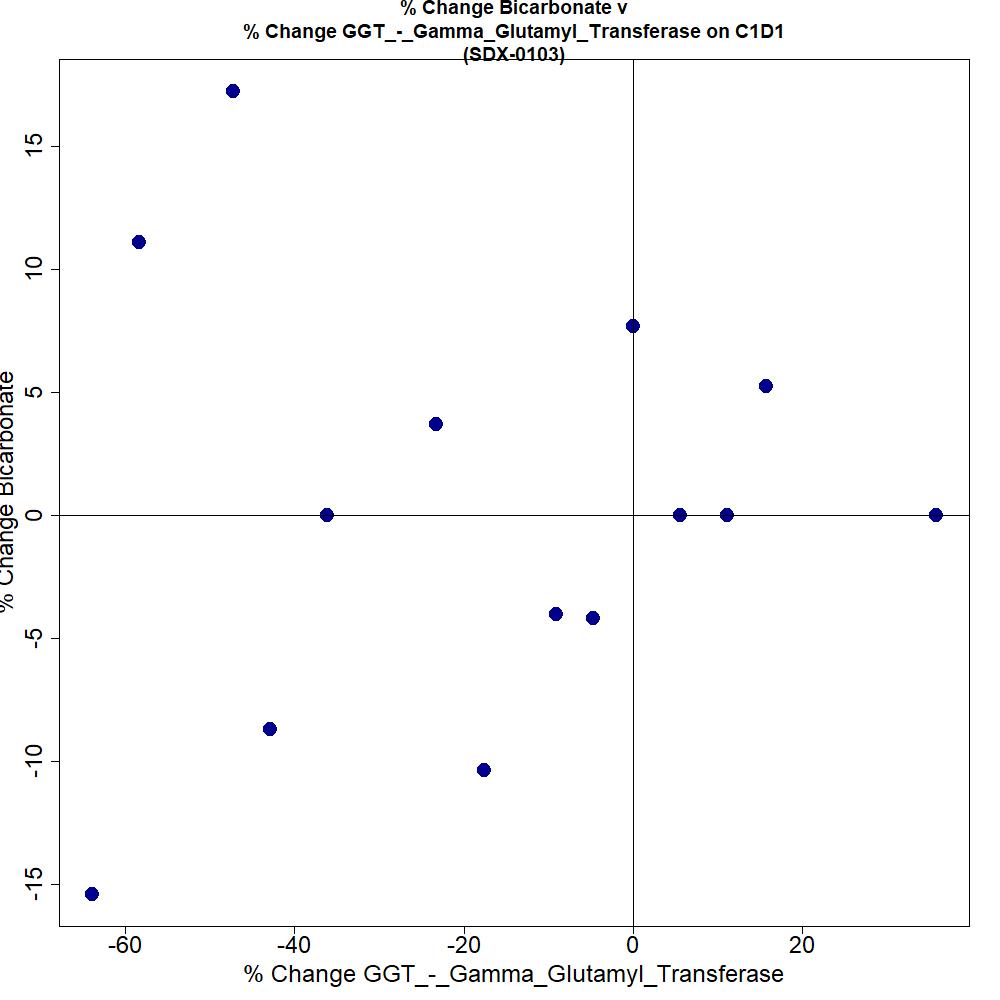 % Change Bicarbonate v
% Change GGT_-_Gamma_Glutamyl_Transferase on C1D1
(SDX-0103)
% Change Bicarbonate
15
10
5
0
-5
-10
-15
-60
-40
-20
0
20
% Change GGT_-_Gamma_Glutamyl_Transferase